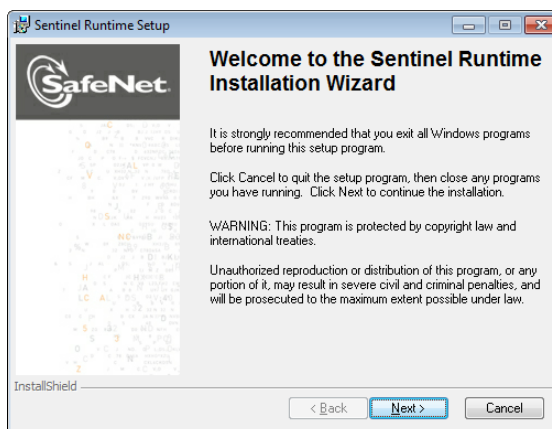 Sentinel Runtime Setup
SafeNet.
Welcome to the Sentinel Runtime
Installation Wizard
It is strongly recommended that you exit all Windows programs
before running this setup program.
Click Cancel to quit the setup program, then close any programs
you have running.  Click Next to continue the installation.
WARNING: This program is protected by copyright law and
international treaties.
Unauthorized reproduction or distribution of this program, or any
portion of it, may result in severe civil and criminal penalties, and
will be prosecuted to the maximum extent possible under law.
InstallShield
< Back
Next >
Cancel